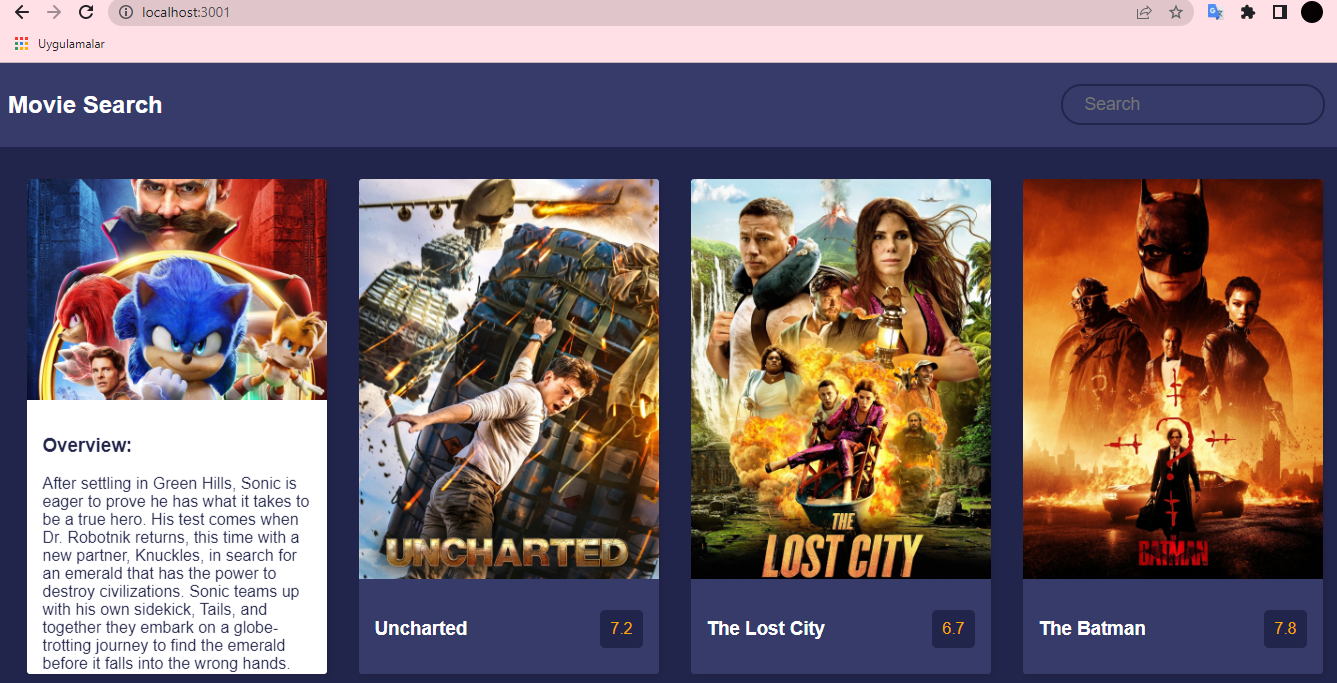 localhost:3001
Uygulamalar
Movie Search
Search
Overview:
After settling in Green Hills, Sonic is
eager to prove he has what it takes to
be a true hero. His test comes when
Dr. Robotnik returns, this time with a
new partner, Knuckles, in search for
an emerald that has the power to
destroy civilizations. Sonic teams up
with his own sidekick, Tails, and
together they embark on a globe-
trotting journey to find the emerald
before it falls into the wrong hands.
UNCHARTED
Uncharted
7.2
THE
LOST CITY
The Lost City
6.7
THE
BATMAN
The Batman
7.8